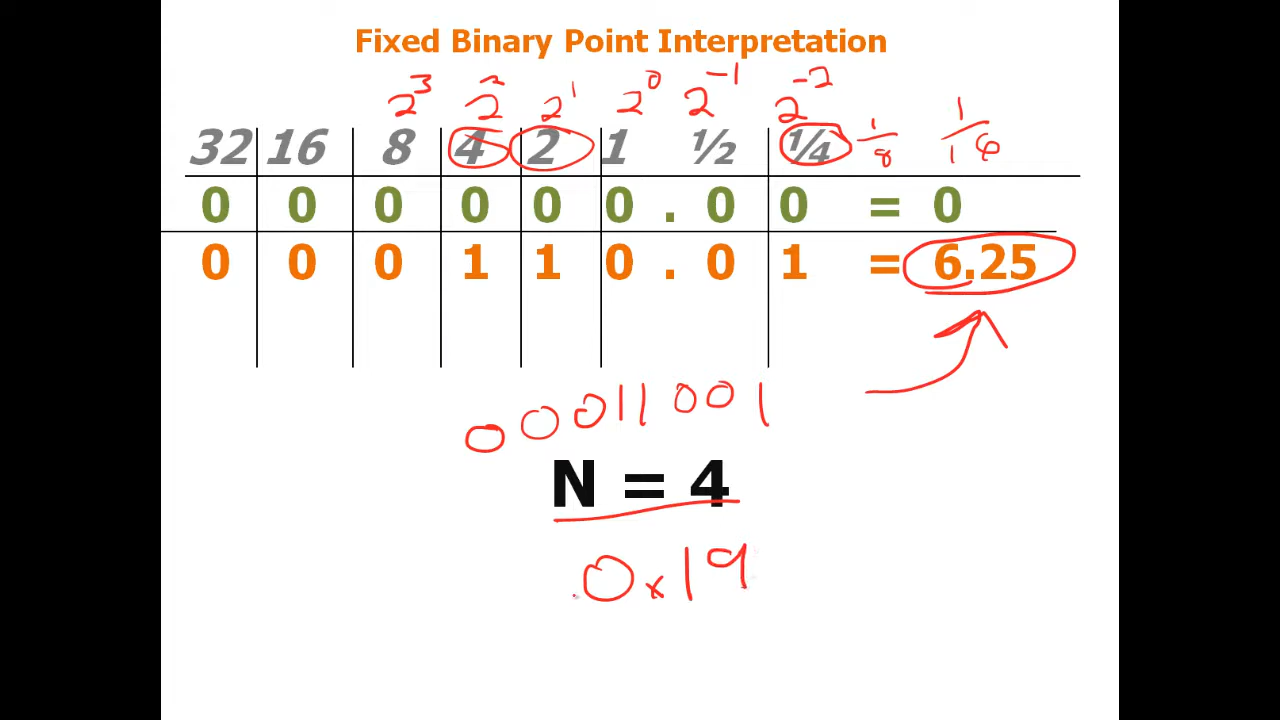 Fixed Binary Point Interpretation
2³ 2² 2¹ 2⁰ 2⁻¹ 2⁻²
32 16 8 4 2 1 ½ ¼ 1/8 1/16
0 0 0 0 0 0 . 0 0 = 0
0 0 0 1 1 0 . 0 1 = 6.25
00011001
N = 4
0x19